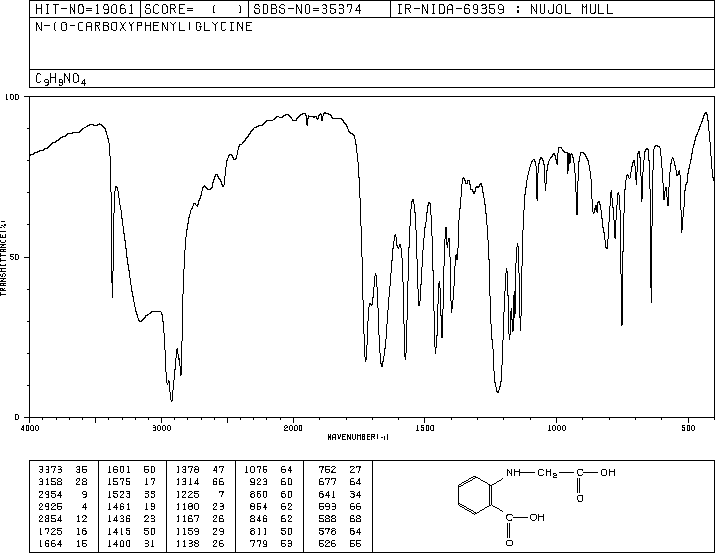 HIT-NO=19061 SCORE= ( ) SDBS-NO=35374 IR-NIDA-69359 : NUJOL MULL
N-(O-CARBOXYPHENYL)GLYCINE
C9H9NO4
100
50
0
TRANSMITTANCE(%)
4000 3000 2000 1500 1000 500
WAVENUMBER(-1)
3373 36 1601 50 1378 47 1076 64 752 27
3158 28 1575 17 1314 66 923 60 677 64
2954 9 1523 33 1225 7 860 60 641 34
2925 4 1461 19 1180 23 854 62 593 66
2854 12 1436 23 1167 26 846 62 588 68
1725 16 1415 50 1159 29 811 50 578 64
1664 15 1400 31 1138 26 779 53 526 55
NH CH2 C OH
O
C OH
O